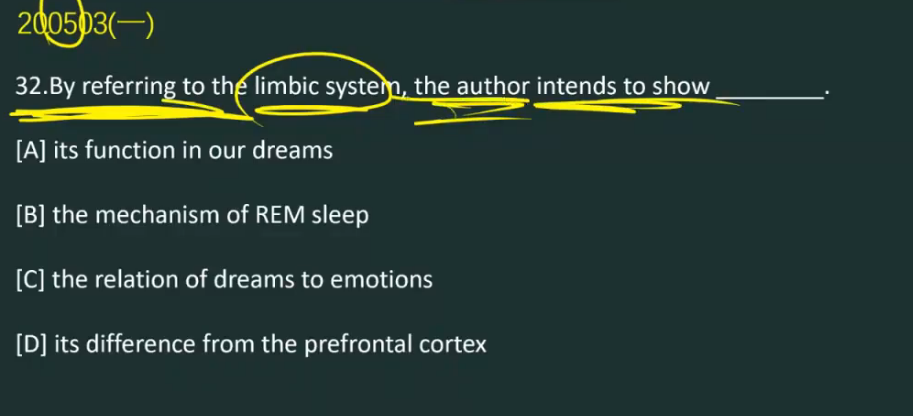 200503(一)
32.By referring to the limbic system, the author intends to show ________.
[A] its function in our dreams
[B] the mechanism of REM sleep
[C] the relation of dreams to emotions
[D] its difference from the prefrontal cortex